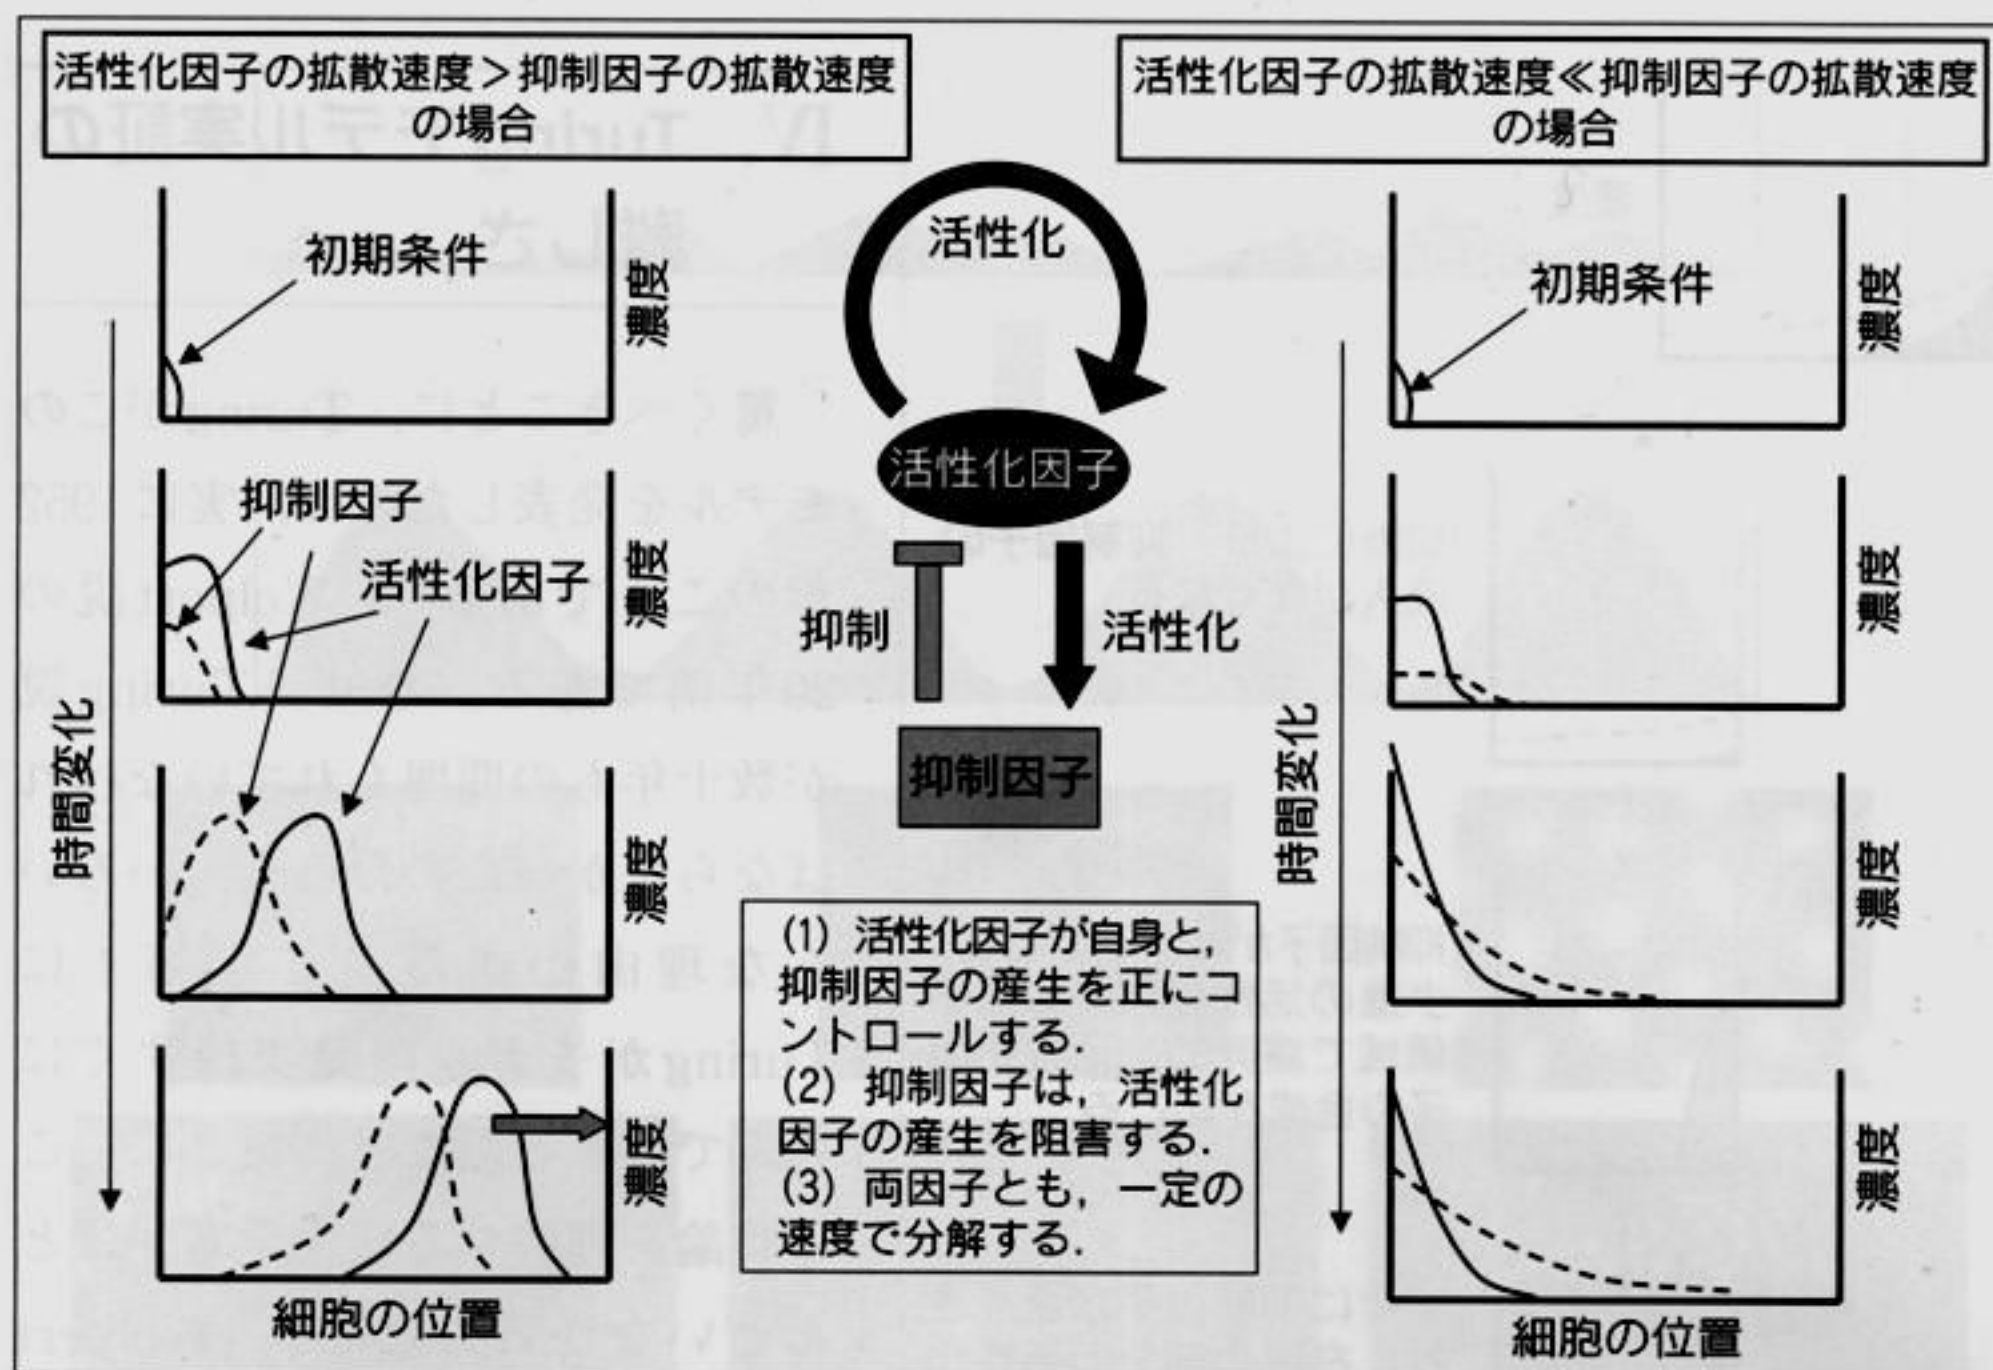 活性化因子の拡散速度＞抑制因子の拡散速度
の場合
活性化因子の拡散速度≪抑制因子の拡散速度
の場合
初期条件
濃度
抑制因子
活性化因子
濃度
時間変化
濃度
濃度
細胞の位置
活性化
活性化因子
抑制
活性化
抑制因子
(1) 活性化因子が自身と,
抑制因子の産生を正にコ
ントロールする.
(2) 抑制因子は, 活性化
因子の産生を阻害する.
(3) 両因子とも, 一定の
速度で分解する.
初期条件
濃度
濃度
時間変化
濃度
濃度
細胞の位置